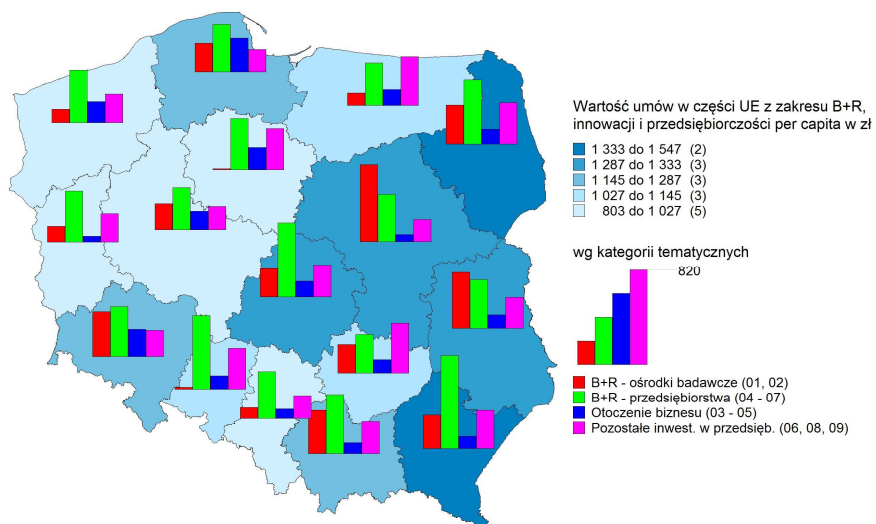 Wartość umów w części UE z zakresu B+R,
innowacji i przedsiębiorczości per capita w zł
1 333 do 1 547 (2)
1 287 do 1 333 (3)
1 145 do 1 287 (3)
1 027 do 1 145 (3)
803 do 1 027 (5)
wg kategorii tematycznych
820
B+R - ośrodki badawcze (01, 02)
B+R - przedsiębiorstwa (04 - 07)
Otoczenie biznesu (03 - 05)
Pozostałe inwest. w przedsięb. (06, 08, 09)